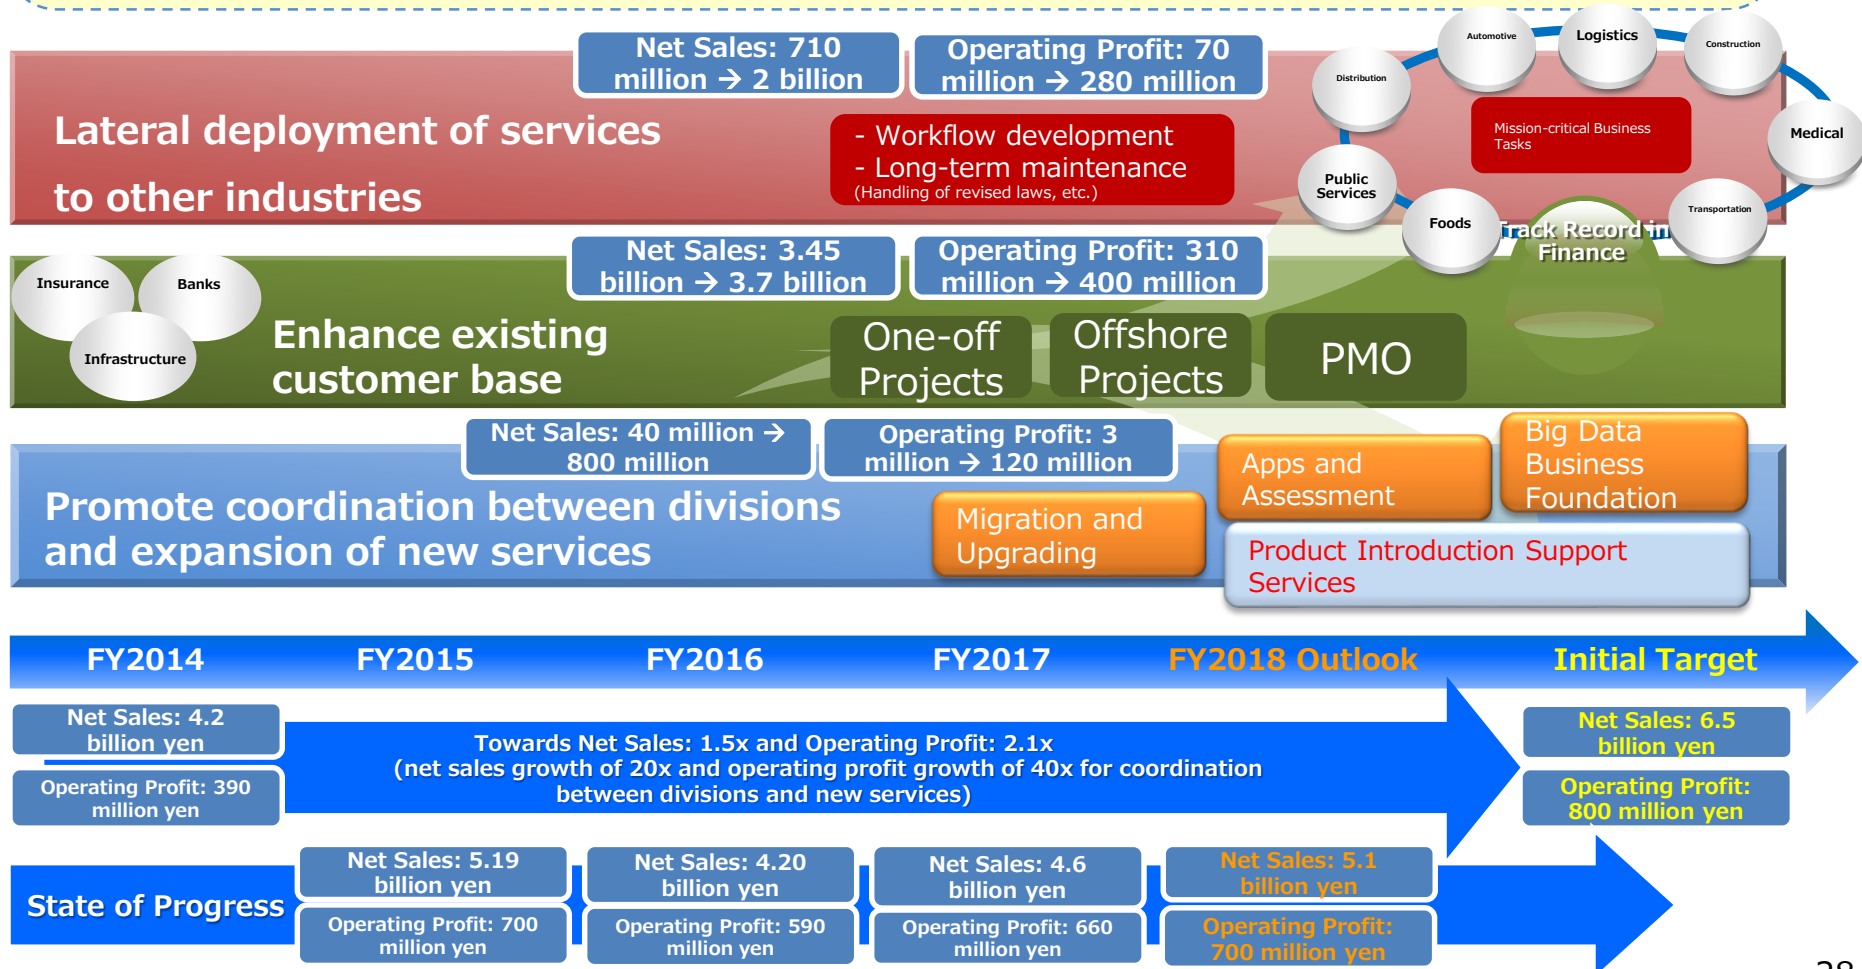 Net Sales: 710
million → 2 billion
Operating Profit: 70
million → 280 million
Lateral deployment of services
to other industries
- Workflow development
- Long-term maintenance
(Handling of revised laws, etc.)
Automotive
Logistics
Construction
Distribution
Mission-critical Business
Tasks
Medical
Public
Services
Foods
Transportation
Track Record in
Finance
Net Sales: 3.45
billion → 3.7 billion
Operating Profit: 310
million → 400 million
Insurance
Banks
Infrastructure
Enhance existing
customer base
One-off
Projects
Offshore
Projects
PMO
Net Sales: 40 million →
800 million
Operating Profit: 3
million → 120 million
Promote coordination between divisions
and expansion of new services
Migration and
Upgrading
Apps and
Assessment
Big Data
Business
Foundation
Product Introduction Support
Services
FY2014
FY2015
FY2016
FY2017
FY2018 Outlook
Initial Target
Net Sales: 4.2
billion yen
Operating Profit: 390
million yen
Towards Net Sales: 1.5x and Operating Profit: 2.1x
(net sales growth of 20x and operating profit growth of 40x for coordination
between divisions and new services)
Net Sales: 6.5
billion yen
Operating Profit:
800 million yen
State of Progress
Net Sales: 5.19
billion yen
Operating Profit: 700
million yen
Net Sales: 4.20
billion yen
Operating Profit: 590
million yen
Net Sales: 4.6
billion yen
Operating Profit: 660
million yen
Net Sales: 5.1
billion yen
Operating Profit:
700 million yen